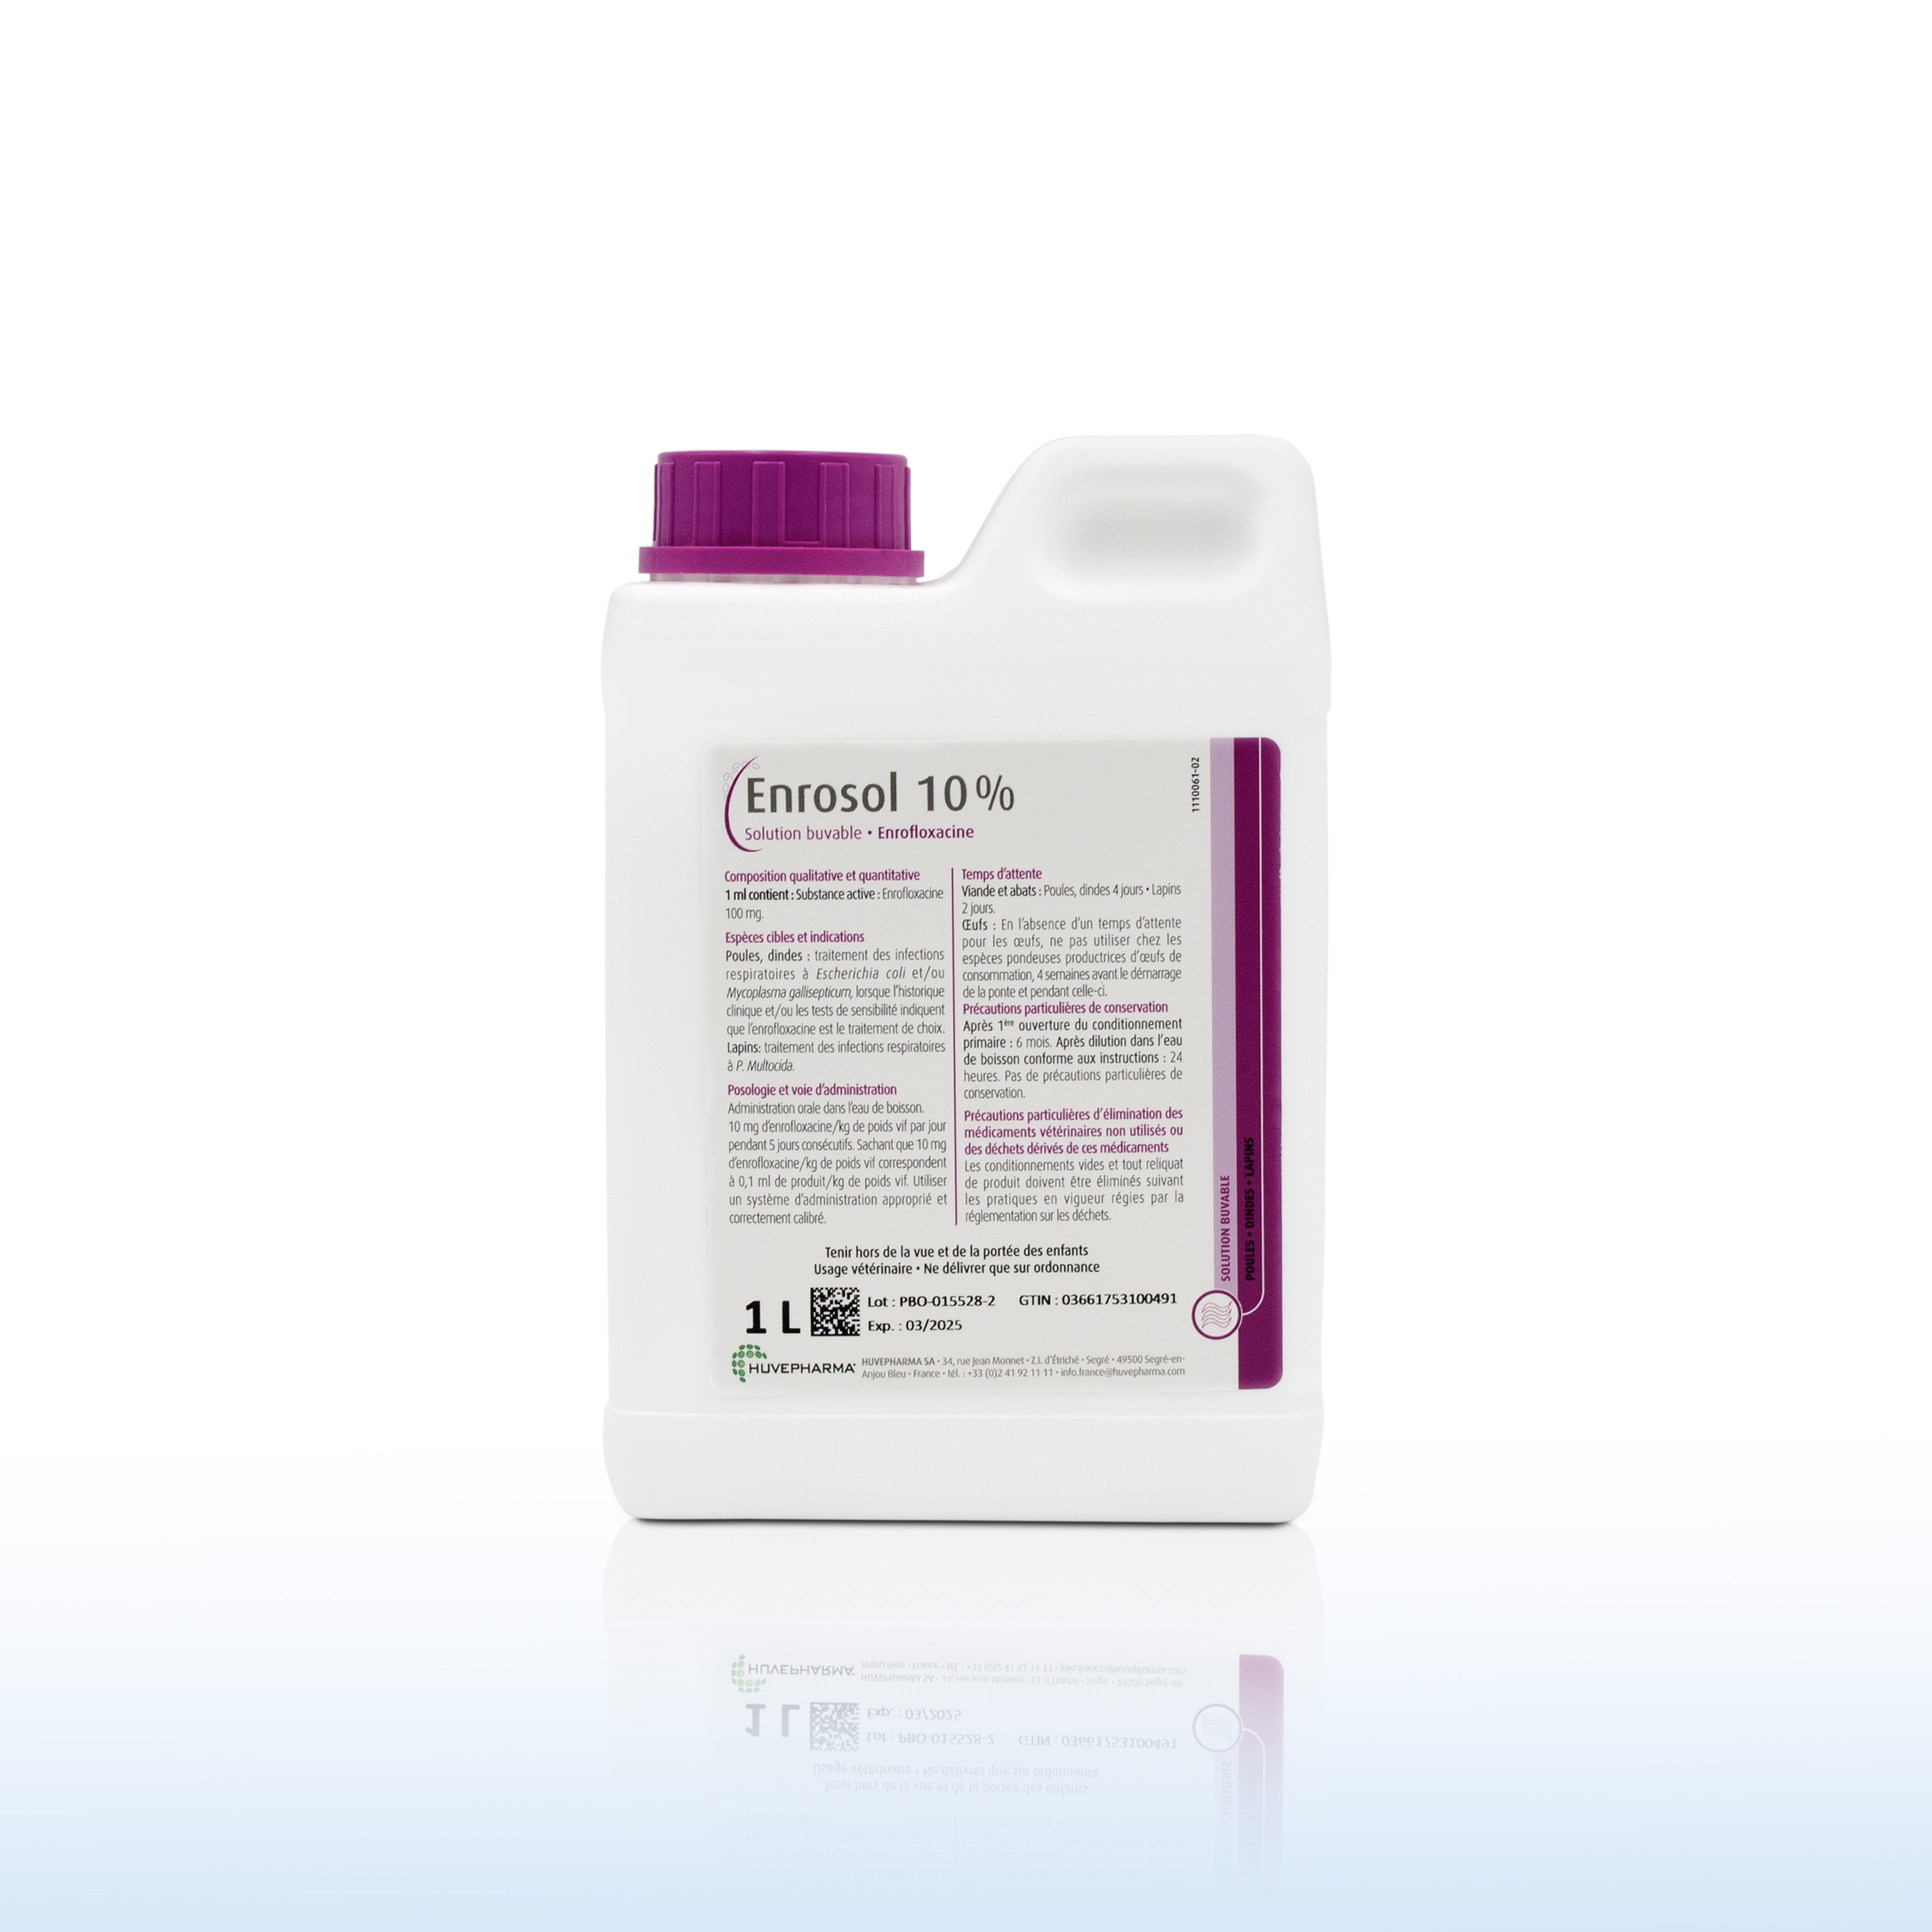 Enrosol 10%
Solution buvable • Enrofloxacine
1110061-02
Composition qualitative et quantitative
1 ml contient : Substance active : Enrofloxacine
100 mg.
Espèces cibles et indications
Poules, dindes : traitement des infections
respiratoires à Escherichia coli et/ou
Mycoplasma gallisepticum, lorsque l'historique
clinique et/ou les tests de sensibilité indiquent
que l'enrofloxacine est le traitement de choix.
Lapins: traitement des infections respiratoires
à P. Multocida.
Posologie et voie d'administration
Administration orale dans l'eau de boisson.
10 mg d'enrofloxacine/kg de poids vif par jour
pendant 5 jours consécutifs. Sachant que 10 mg
d'enrofloxacine/kg de poids vif correspondent
à 0,1 ml de produit/kg de poids vif. Utiliser
un système d'administration approprié et
correctement calibré.
Temps d'attente
Viande et abats : Poules, dindes 4 jours • Lapins
2 jours.
Œufs : En l'absence d'un temps d'attente
pour les œufs, ne pas utiliser chez les
espèces pondeuses productrices d'œufs de
consommation, 4 semaines avant le démarrage
de la ponte et pendant celle-ci.
Précautions particulières de conservation
Après 1ère ouverture du conditionnement
primaire : 6 mois. Après dilution dans l'eau
de boisson conforme aux instructions : 24
heures. Pas de précautions particulières de
conservation.
Précautions particulières d'élimination des
médicaments vétérinaires non utilisés ou
des déchets dérivés de ces médicaments
Les conditionnements vides et tout reliquat
de produit doivent être éliminés suivant
les pratiques en vigueur régies par la
réglementation sur les déchets.
SOLUTION BUVABLE
POULES • DINDES • LAPINS
Tenir hors de la vue et de la portée des enfants
Usage vétérinaire • Ne délivrer que sur ordonnance
1 L
Lot : PBO-015528-2 GTIN : 03661753100491
Exp. : 03/2025
HUVEPHARMA
HUVEPHARMA SA • 34, rue Jean Monnet • Z.I. d'Étriché • Segré • 49500 Segré-en-
Anjou Bleu • France • tél. : +33 (0)2 41 92 11 11 • info.france@huvepharma.com